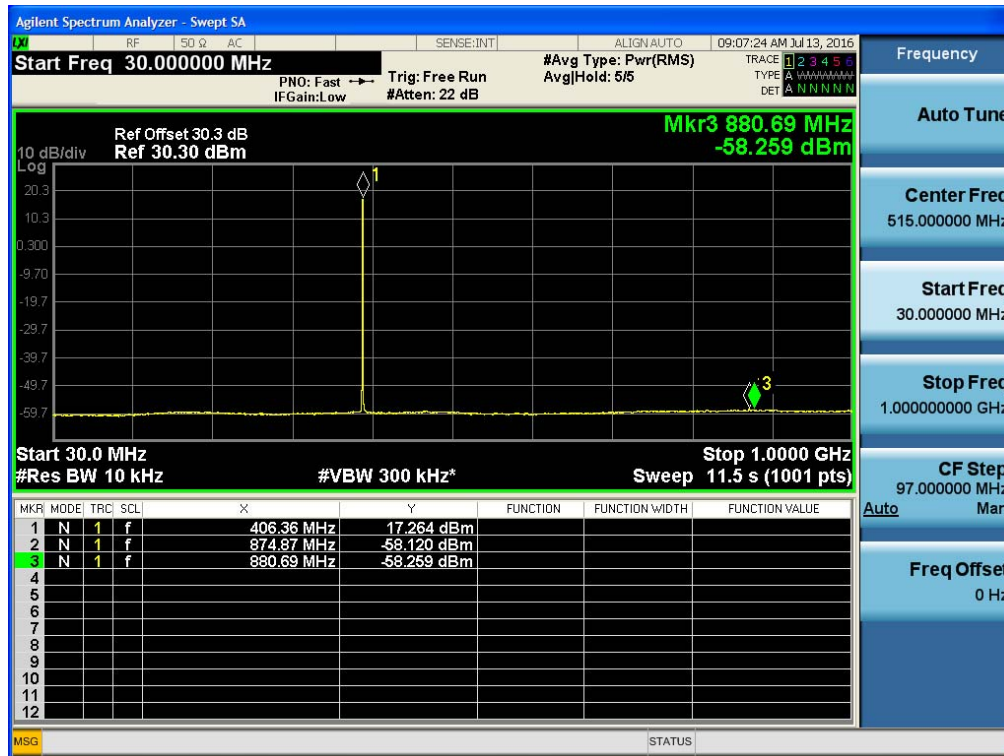 Agilent Spectrum Analyzer - Swept SA
LXI RF 50 Ω AC SENSE:INT ALIGN AUTO 09:07:24 AM Jul 13, 2016
Start Freq 30.000000 MHz #Avg Type: Pwr(RMS) TRACE 1 2 3 4 5 6
PNO: Fast Trig: Free Run Avg|Hold: 5/5 TYPE A
IFGain:Low #Atten: 22 dB DET A N N N N N
Mkr3 880.69 MHz
-58.259 dBm
Ref Offset 30.3 dB
10 dB/div Ref 30.30 dBm
Log
20.3
10.3
0.300
-9.70
-19.7
-29.7
-39.7
-49.7
-59.7
1
3
Start 30.0 MHz Stop 1.0000 GHz
#Res BW 10 kHz #VBW 300 kHz* Sweep 11.5 s (1001 pts)
MKR MODE TRC SCL X Y FUNCTION FUNCTION WIDTH FUNCTION VALUE
1 N 1 f 406.36 MHz 17.264 dBm
2 N 1 f 874.87 MHz -58.120 dBm
3 N 1 f 880.69 MHz -58.259 dBm
4
5
6
7
8
9
10
11
12
MSG STATUS
Frequency
Auto Tune
Center Freq
515.000000 MHz
Start Freq
30.000000 MHz
Stop Freq
1.000000000 GHz
CF Step
97.000000 MHz
Auto Man
Freq Offset
0 Hz